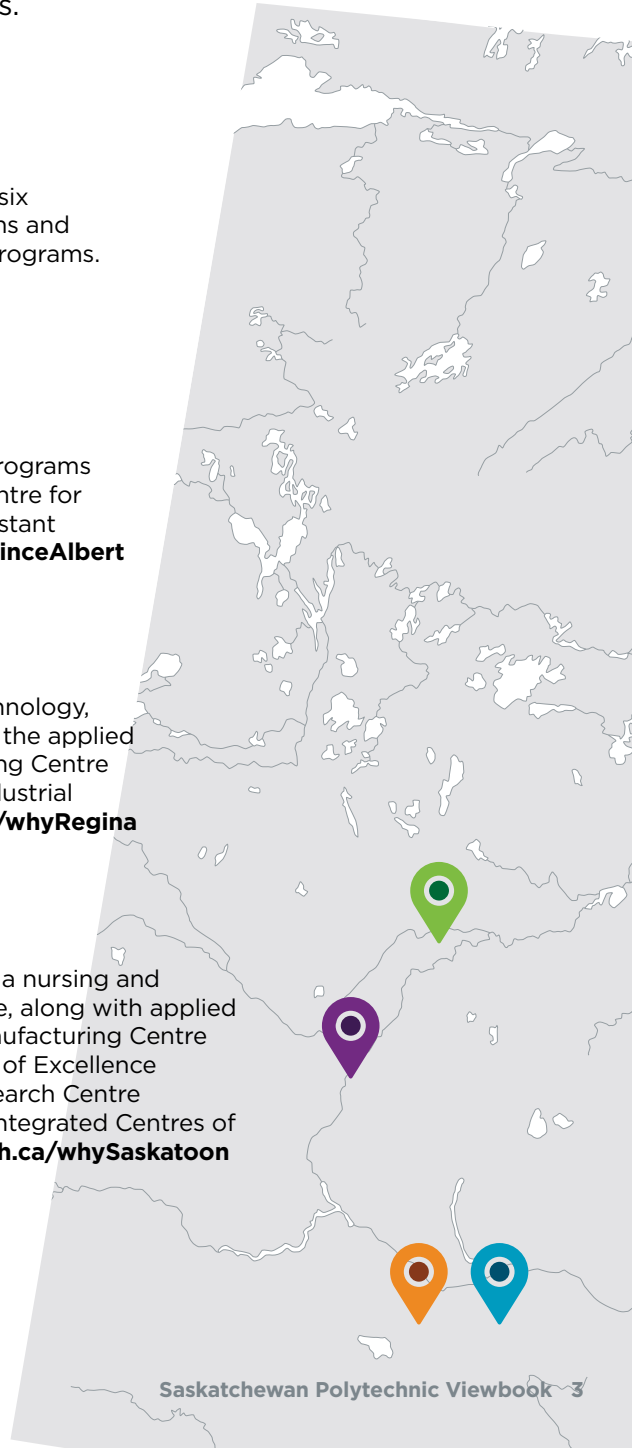 s.
six
ns and
rograms.
rograms
ntre for
stant
inceAlbert
hnology,
the applied
ng Centre
dustrial
/whyRegina
a nursing and
e, along with applied
nufacturing Centre
of Excellence
earch Centre
ntegrated Centres of
h.ca/whySaskatoon
Saskatchewan Polytechnic Viewbook 3